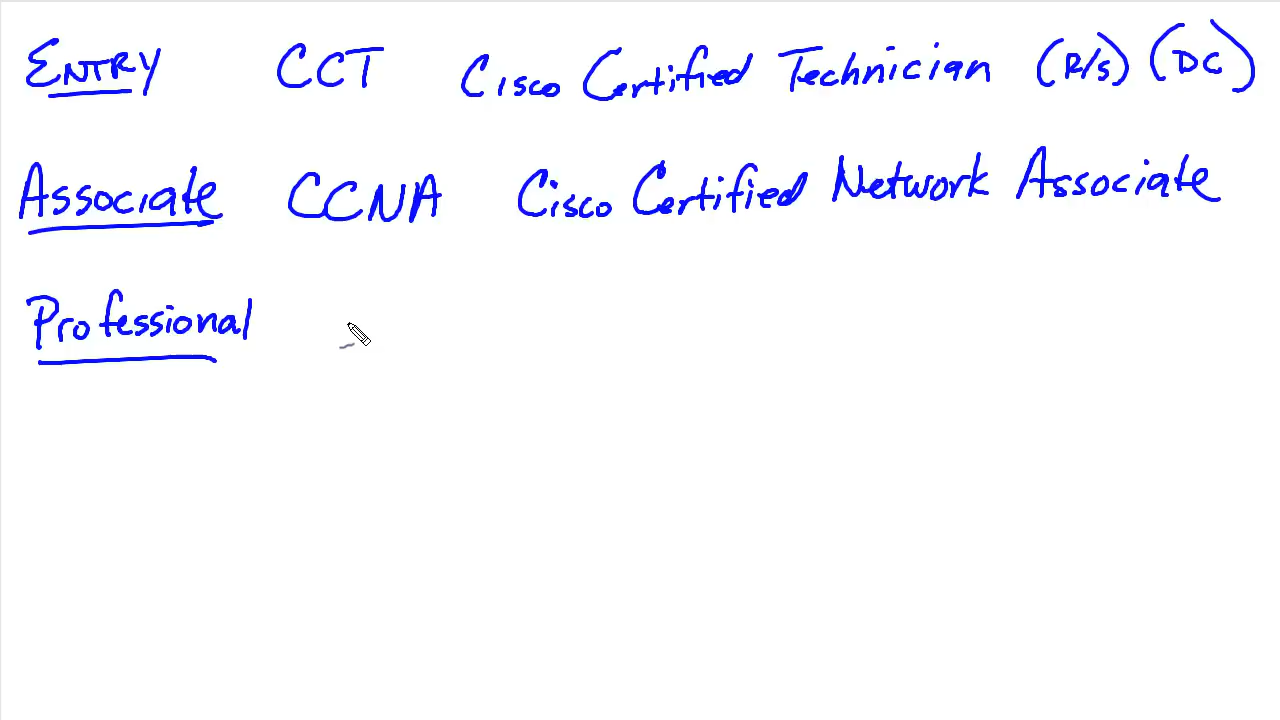 ENTRY CCT Cisco Certified Technician (R/S) (DC)
Associate CCNA Cisco Certified Network Associate
Professional